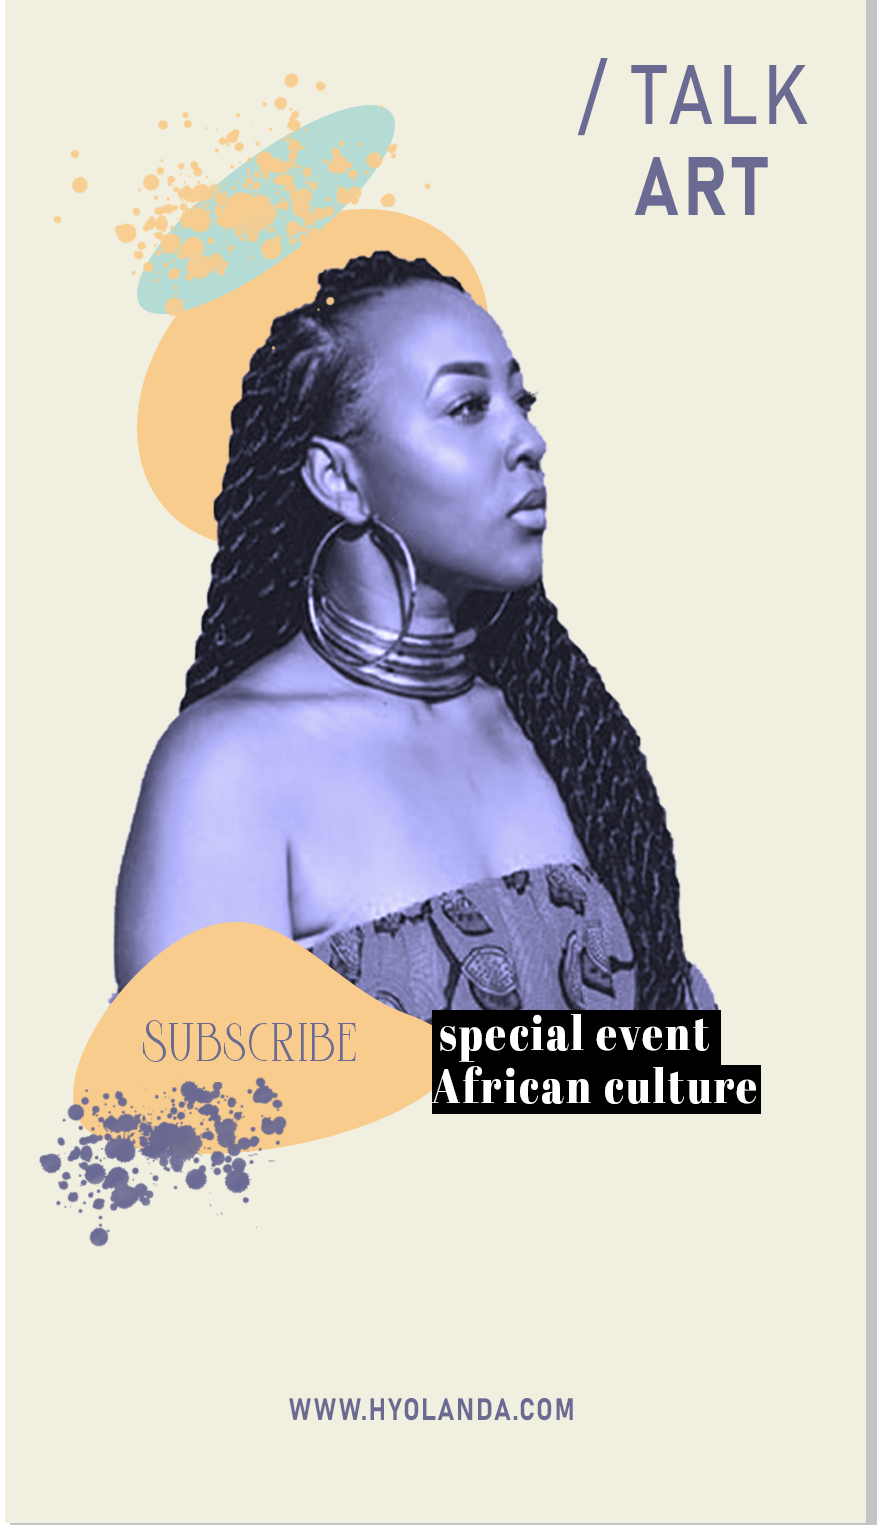 / TALK
ART
SUBSCRIBE
special event
African culture
WWW.HYOLANDA.COM